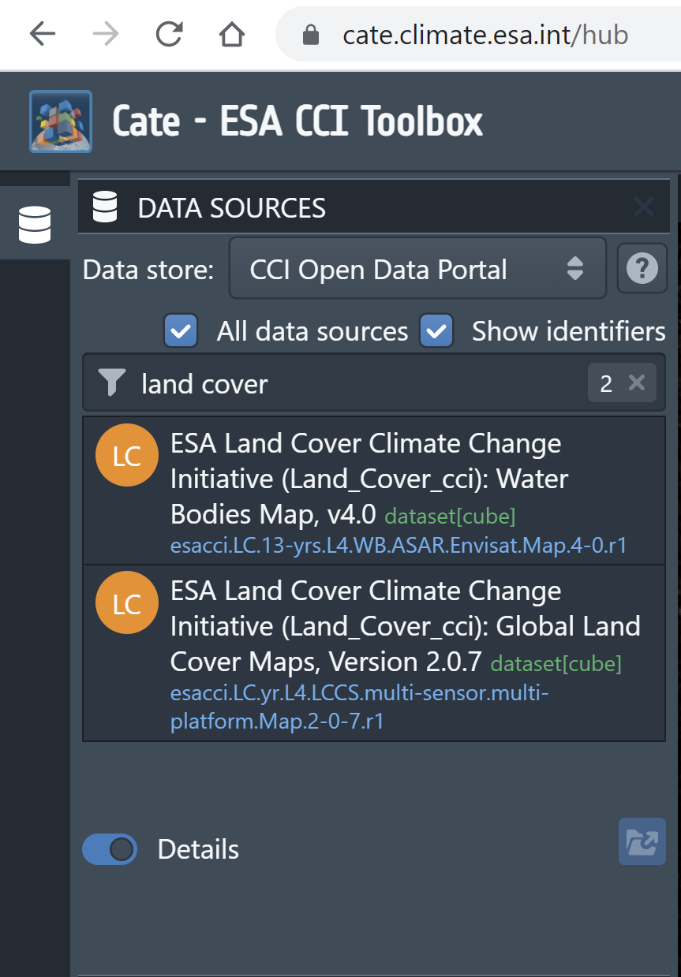 cate.climate.esa.int/hub
Cate - ESA CCI Toolbox
DATA SOURCES
Data store: CCI Open Data Portal ?
All data sources Show identifiers
land cover 2
LC ESA Land Cover Climate Change
Initiative (Land_Cover_cci): Water
Bodies Map, v4.0 dataset[cube]
esacci.LC.13-yrs.L4.WB.ASAR.Envisat.Map.4-0.r1
LC ESA Land Cover Climate Change
Initiative (Land_Cover_cci): Global Land
Cover Maps, Version 2.0.7 dataset[cube]
esacci.LC.yr.L4.LCCS.multi-sensor.multi-
platform.Map.2-0-7.r1
Details